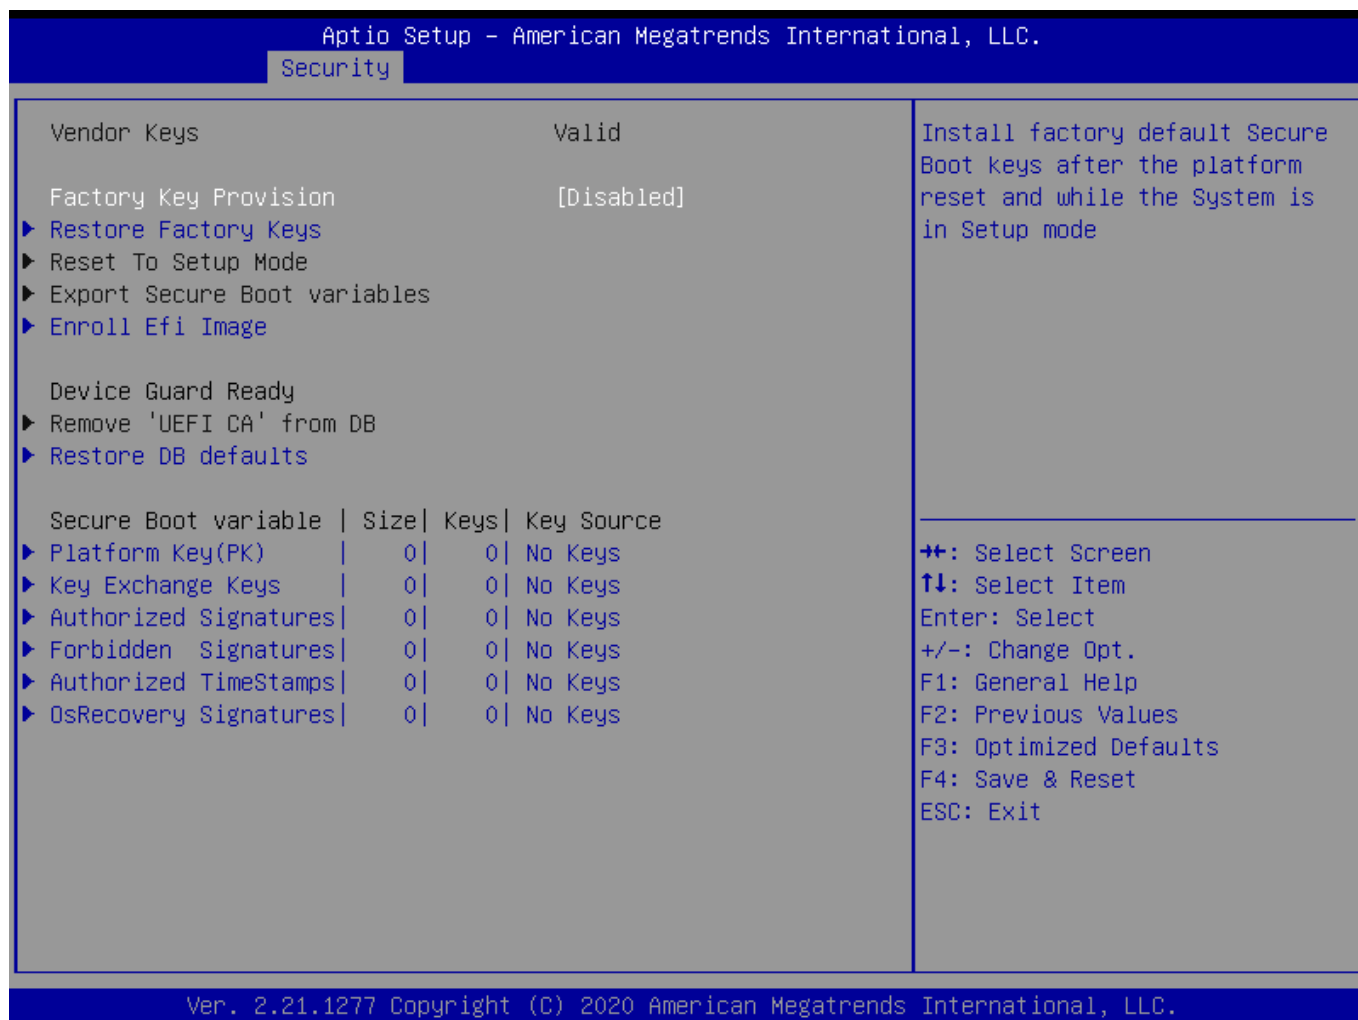 Aptio Setup – American Megatrends International, LLC.
Security
Vendor Keys Valid
Factory Key Provision [Disabled]
Restore Factory Keys
Reset To Setup Mode
Export Secure Boot variables
Enroll Efi Image
Device Guard Ready
Remove 'UEFI CA' from DB
Restore DB defaults
Secure Boot variable | Size| Keys| Key Source
Platform Key(PK) | 0| 0| No Keys
Key Exchange Keys | 0| 0| No Keys
Authorized Signatures| 0| 0| No Keys
Forbidden Signatures| 0| 0| No Keys
Authorized TimeStamps| 0| 0| No Keys
OsRecovery Signatures| 0| 0| No Keys
Install factory default Secure
Boot keys after the platform
reset and while the System is
in Setup mode
→←: Select Screen
↑↓: Select Item
Enter: Select
+/-: Change Opt.
F1: General Help
F2: Previous Values
F3: Optimized Defaults
F4: Save & Reset
ESC: Exit
Ver. 2.21.1277 Copyright (C) 2020 American Megatrends International, LLC.